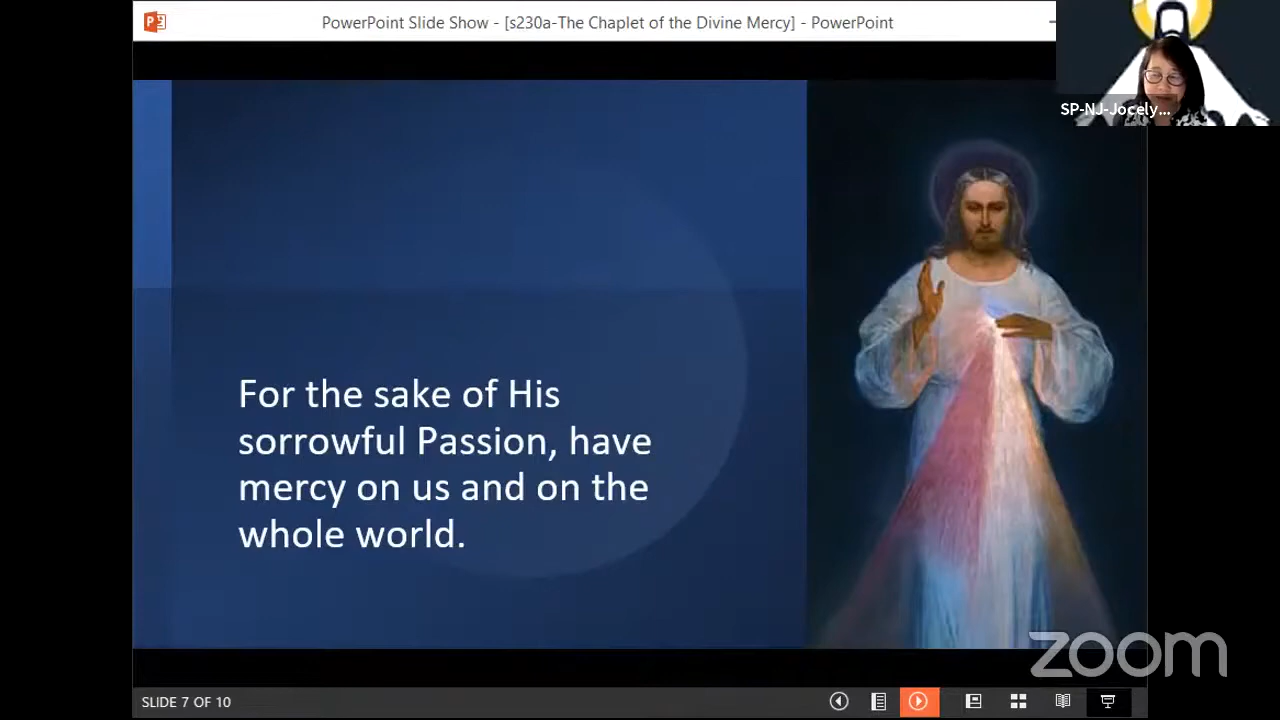 PowerPoint Slide Show - [s230a-The Chaplet of the Divine Mercy] - PowerPoint
SP-NJ-Jocely...
For the sake of His
sorrowful Passion, have
mercy on us and on the
whole world.
zoom
SLIDE 7 OF 10